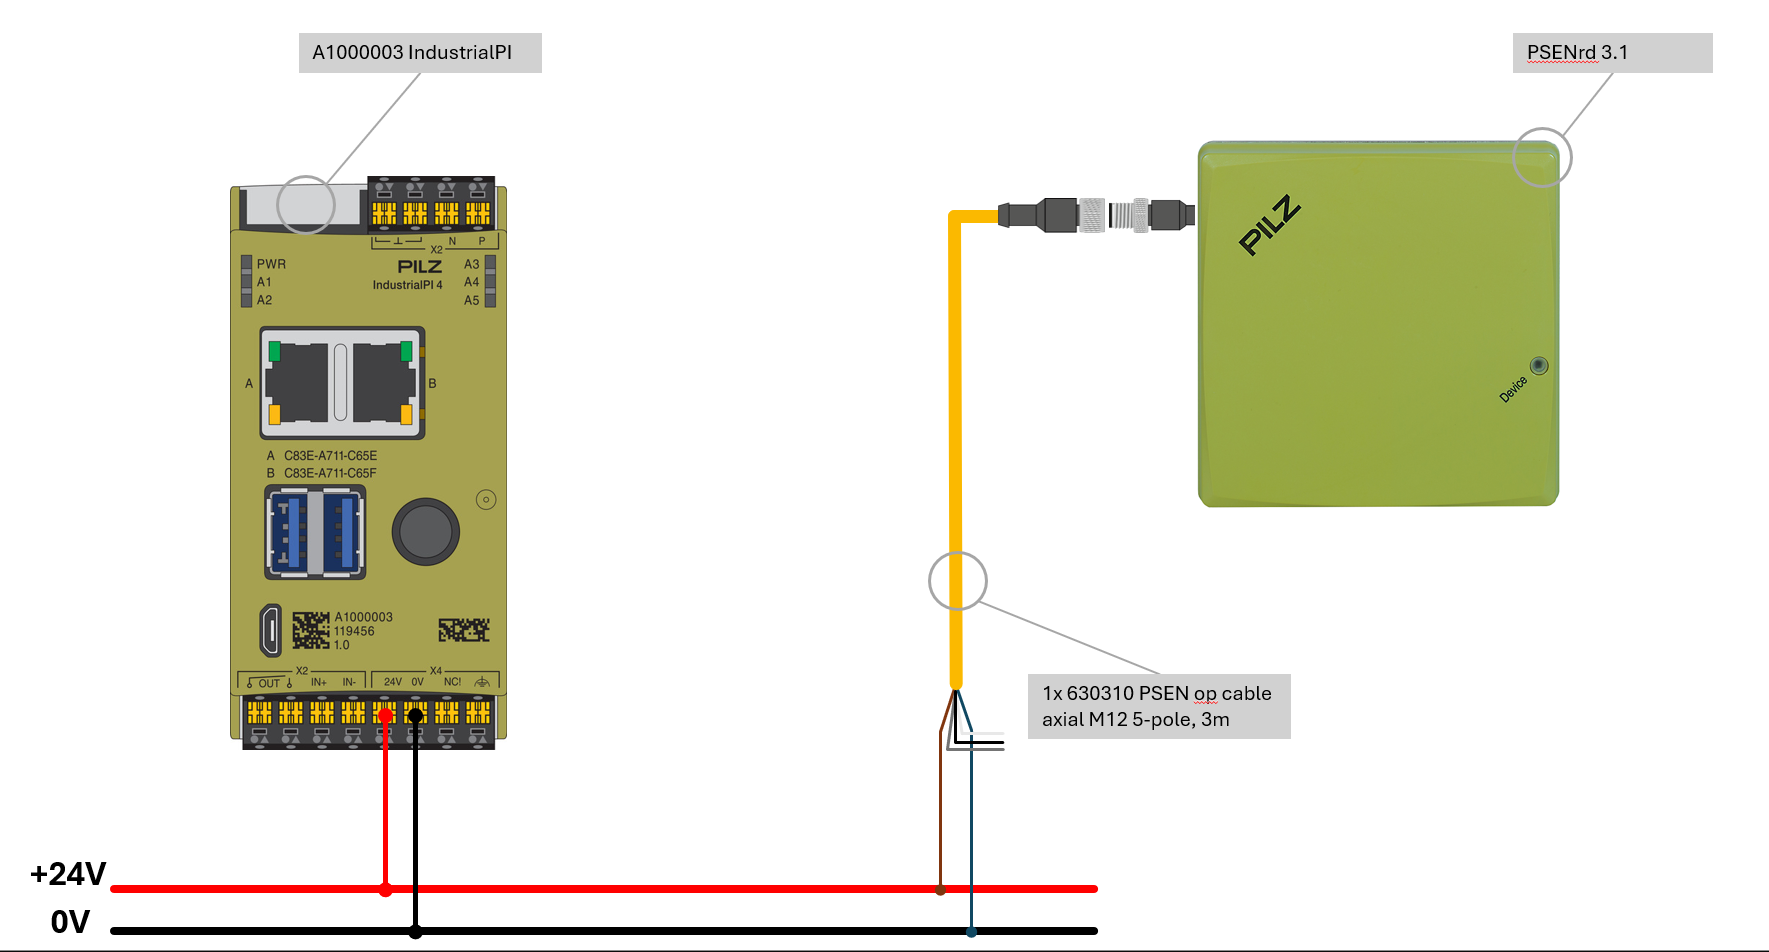 A1000003 IndustrialPI
PSENrd 3.1
N P
X2
PWR
A1
A2
PILZ
IndustrialPI 4
A3
A4
A5
A
B
A C83E-A711-C65E
B C83E-A711-C65F
A1000003
119456
1.0
X2
X4
OUT IN+ IN- 24V 0V NC!
PILZ
Device
1x 630310 PSEN op cable
axial M12 5-pole, 3m
+24V
0V